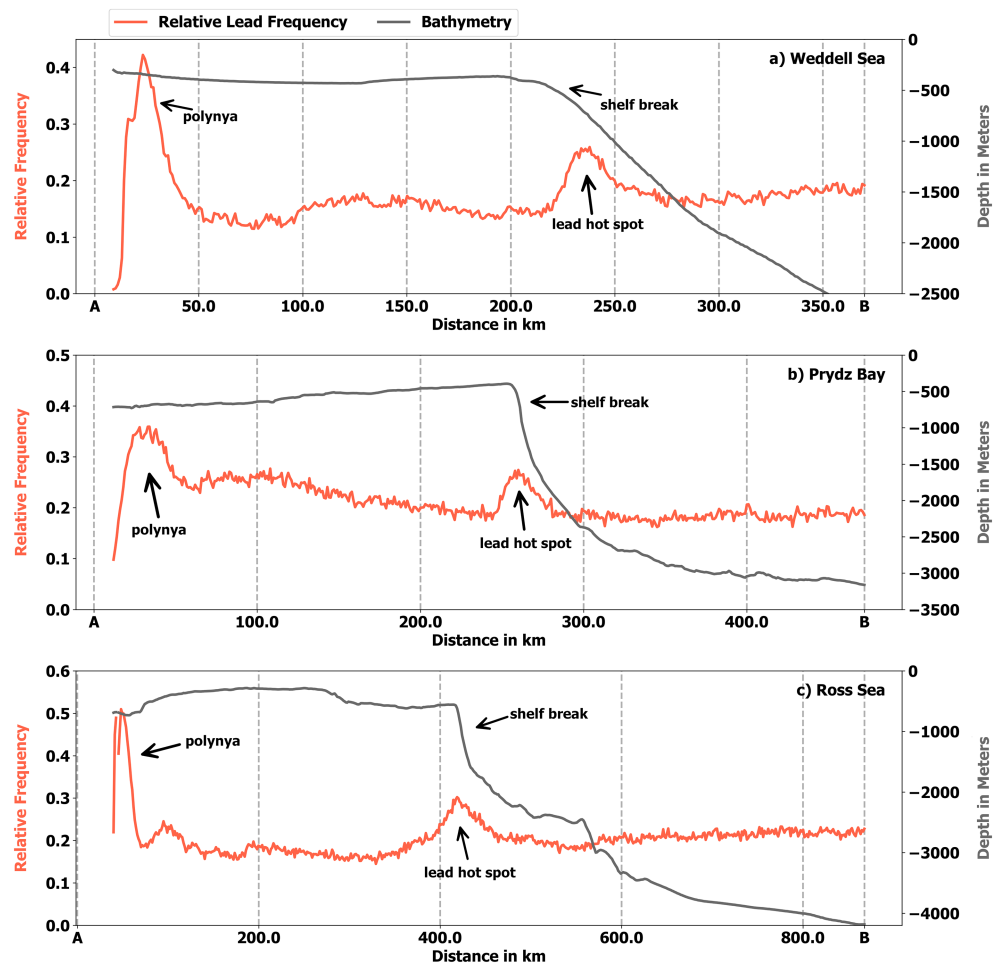 Relative Lead Frequency Bathymetry
a) Weddell Sea
0.4
0.3
0.2
0.1
0.0
Relative Frequency
0
−500
−1000
−1500
−2000
−2500
Depth in Meters
polynya
shelf break
lead hot spot
A 50.0 100.0 150.0 200.0 250.0 300.0 350.0 B
Distance in km
b) Prydz Bay
0.5
0.4
0.3
0.2
0.1
0.0
Relative Frequency
0
−500
−1000
−1500
−2000
−2500
−3000
−3500
Depth in Meters
shelf break
polynya
lead hot spot
A 100.0 200.0 300.0 400.0 B
Distance in km
c) Ross Sea
0.6
0.5
0.4
0.3
0.2
0.1
0.0
Relative Frequency
0
−1000
−2000
−3000
−4000
Depth in Meters
shelf break
polynya
lead hot spot
A 200.0 400.0 600.0 800.0 B
Distance in km